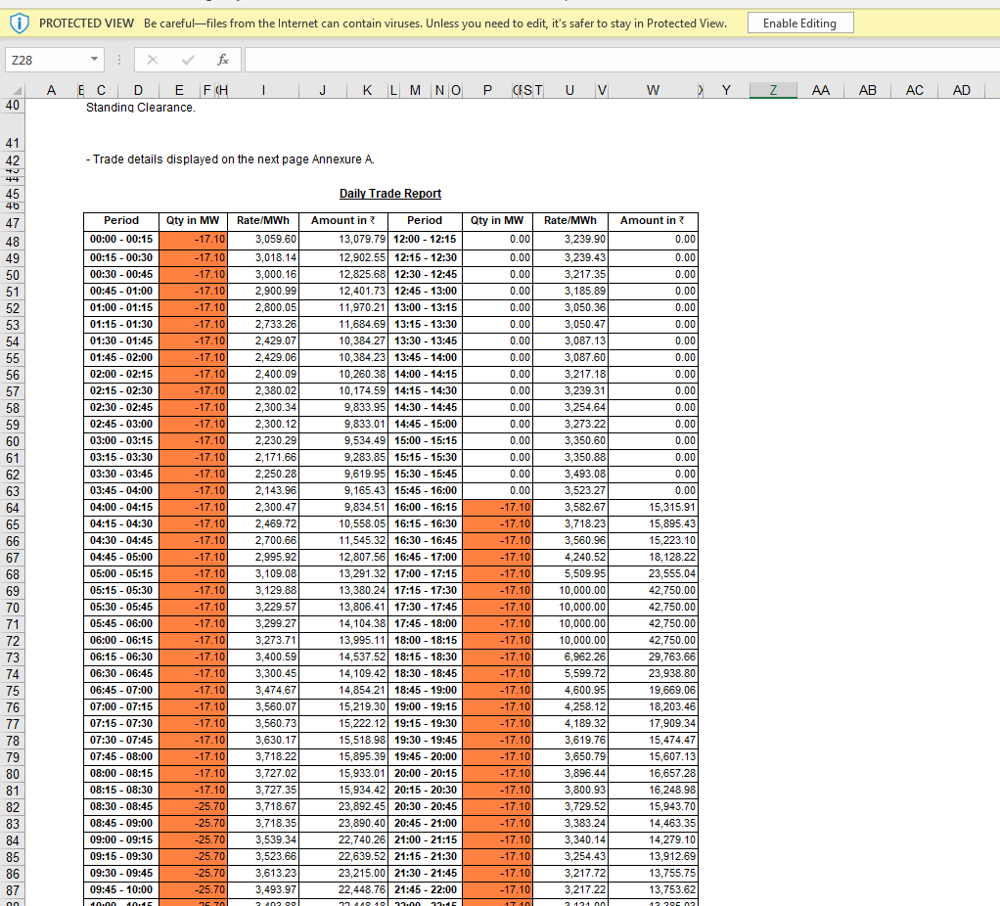 PROTECTED VIEW Be careful—files from the Internet can contain viruses. Unless you need to edit, it's safer to stay in Protected View. Enable Editing
Z28 fx
A E C D E F H I J K L M N O P S T U V W X Y Z AA AB AC AD
40 Standing Clearance.
41
42 - Trade details displayed on the next page Annexure A.
43
44
45 Daily Trade Report
46
47 Period Qty in MW Rate/MWh Amount in ₹ Period Qty in MW Rate/MWh Amount in ₹
48 00:00 - 00:15 -17.10 3,059.60 13,079.79 12:00 - 12:15 0.00 3,239.90 0.00
49 00:15 - 00:30 -17.10 3,018.14 12,902.55 12:15 - 12:30 0.00 3,239.43 0.00
50 00:30 - 00:45 -17.10 3,000.16 12,825.68 12:30 - 12:45 0.00 3,217.35 0.00
51 00:45 - 01:00 -17.10 2,900.99 12,401.73 12:45 - 13:00 0.00 3,185.89 0.00
52 01:00 - 01:15 -17.10 2,800.05 11,970.21 13:00 - 13:15 0.00 3,050.36 0.00
53 01:15 - 01:30 -17.10 2,733.26 11,684.69 13:15 - 13:30 0.00 3,050.47 0.00
54 01:30 - 01:45 -17.10 2,429.07 10,384.27 13:30 - 13:45 0.00 3,087.13 0.00
55 01:45 - 02:00 -17.10 2,429.06 10,384.23 13:45 - 14:00 0.00 3,087.60 0.00
56 02:00 - 02:15 -17.10 2,400.09 10,260.38 14:00 - 14:15 0.00 3,217.18 0.00
57 02:15 - 02:30 -17.10 2,380.02 10,174.59 14:15 - 14:30 0.00 3,239.31 0.00
58 02:30 - 02:45 -17.10 2,300.34 9,833.95 14:30 - 14:45 0.00 3,254.64 0.00
59 02:45 - 03:00 -17.10 2,300.12 9,833.01 14:45 - 15:00 0.00 3,273.22 0.00
60 03:00 - 03:15 -17.10 2,230.29 9,534.49 15:00 - 15:15 0.00 3,350.60 0.00
61 03:15 - 03:30 -17.10 2,171.66 9,283.85 15:15 - 15:30 0.00 3,350.88 0.00
62 03:30 - 03:45 -17.10 2,250.28 9,619.95 15:30 - 15:45 0.00 3,493.08 0.00
63 03:45 - 04:00 -17.10 2,143.96 9,165.43 15:45 - 16:00 0.00 3,523.27 0.00
64 04:00 - 04:15 -17.10 2,300.47 9,834.51 16:00 - 16:15 -17.10 3,582.67 15,315.91
65 04:15 - 04:30 -17.10 2,469.72 10,558.05 16:15 - 16:30 -17.10 3,718.23 15,895.43
66 04:30 - 04:45 -17.10 2,700.66 11,545.32 16:30 - 16:45 -17.10 3,560.96 15,223.10
67 04:45 - 05:00 -17.10 2,995.92 12,807.56 16:45 - 17:00 -17.10 4,240.52 18,128.22
68 05:00 - 05:15 -17.10 3,109.08 13,291.32 17:00 - 17:15 -17.10 5,509.95 23,555.04
69 05:15 - 05:30 -17.10 3,129.88 13,380.24 17:15 - 17:30 -17.10 10,000.00 42,750.00
70 05:30 - 05:45 -17.10 3,229.57 13,806.41 17:30 - 17:45 -17.10 10,000.00 42,750.00
71 05:45 - 06:00 -17.10 3,299.27 14,104.38 17:45 - 18:00 -17.10 10,000.00 42,750.00
72 06:00 - 06:15 -17.10 3,273.71 13,995.11 18:00 - 18:15 -17.10 10,000.00 42,750.00
73 06:15 - 06:30 -17.10 3,400.59 14,537.52 18:15 - 18:30 -17.10 6,962.26 29,763.66
74 06:30 - 06:45 -17.10 3,300.45 14,109.42 18:30 - 18:45 -17.10 5,599.72 23,938.80
75 06:45 - 07:00 -17.10 3,474.67 14,854.21 18:45 - 19:00 -17.10 4,600.95 19,669.06
76 07:00 - 07:15 -17.10 3,560.07 15,219.30 19:00 - 19:15 -17.10 4,258.12 18,203.46
77 07:15 - 07:30 -17.10 3,560.73 15,222.12 19:15 - 19:30 -17.10 4,189.32 17,909.34
78 07:30 - 07:45 -17.10 3,630.17 15,518.98 19:30 - 19:45 -17.10 3,619.76 15,474.47
79 07:45 - 08:00 -17.10 3,718.22 15,895.39 19:45 - 20:00 -17.10 3,650.79 15,607.13
80 08:00 - 08:15 -17.10 3,727.02 15,933.01 20:00 - 20:15 -17.10 3,896.44 16,657.28
81 08:15 - 08:30 -17.10 3,727.35 15,934.42 20:15 - 20:30 -17.10 3,800.93 16,248.98
82 08:30 - 08:45 -25.70 3,718.67 23,892.45 20:30 - 20:45 -17.10 3,729.52 15,943.70
83 08:45 - 09:00 -25.70 3,718.35 23,890.40 20:45 - 21:00 -17.10 3,383.24 14,463.35
84 09:00 - 09:15 -25.70 3,539.34 22,740.26 21:00 - 21:15 -17.10 3,340.14 14,279.10
85 09:15 - 09:30 -25.70 3,523.66 22,639.52 21:15 - 21:30 -17.10 3,254.43 13,912.69
86 09:30 - 09:45 -25.70 3,613.23 23,215.00 21:30 - 21:45 -17.10 3,217.72 13,755.75
87 09:45 - 10:00 -25.70 3,493.97 22,448.76 21:45 - 22:00 -17.10 3,217.22 13,753.62